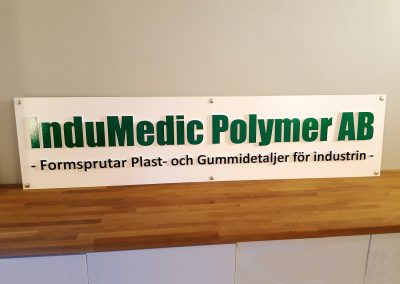 InduMedic Polymer AB
- Formsprutar Plast- och Gummidetaljer för industrin -